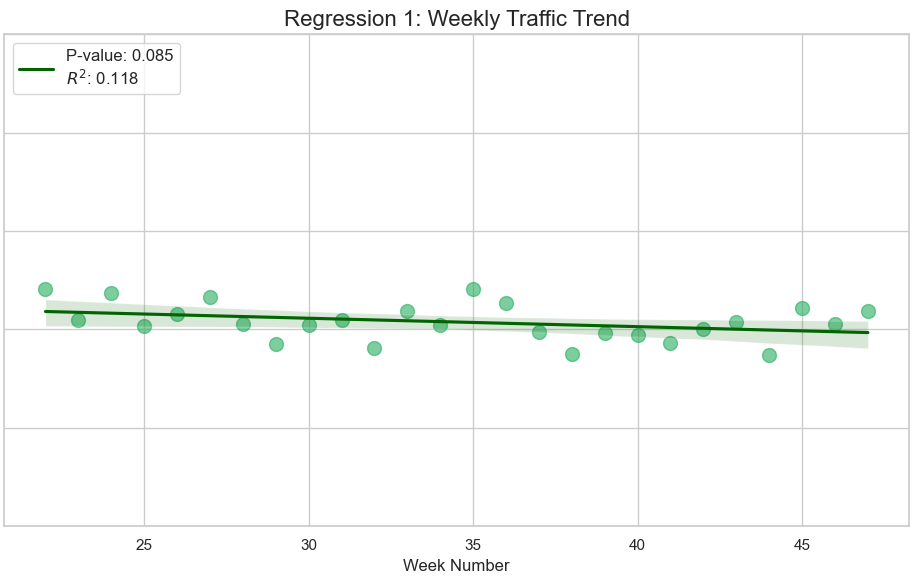 Regression 1: Weekly Traffic Trend
P-value: 0.085
R²: 0.118
25 30 35 40 45
Week Number